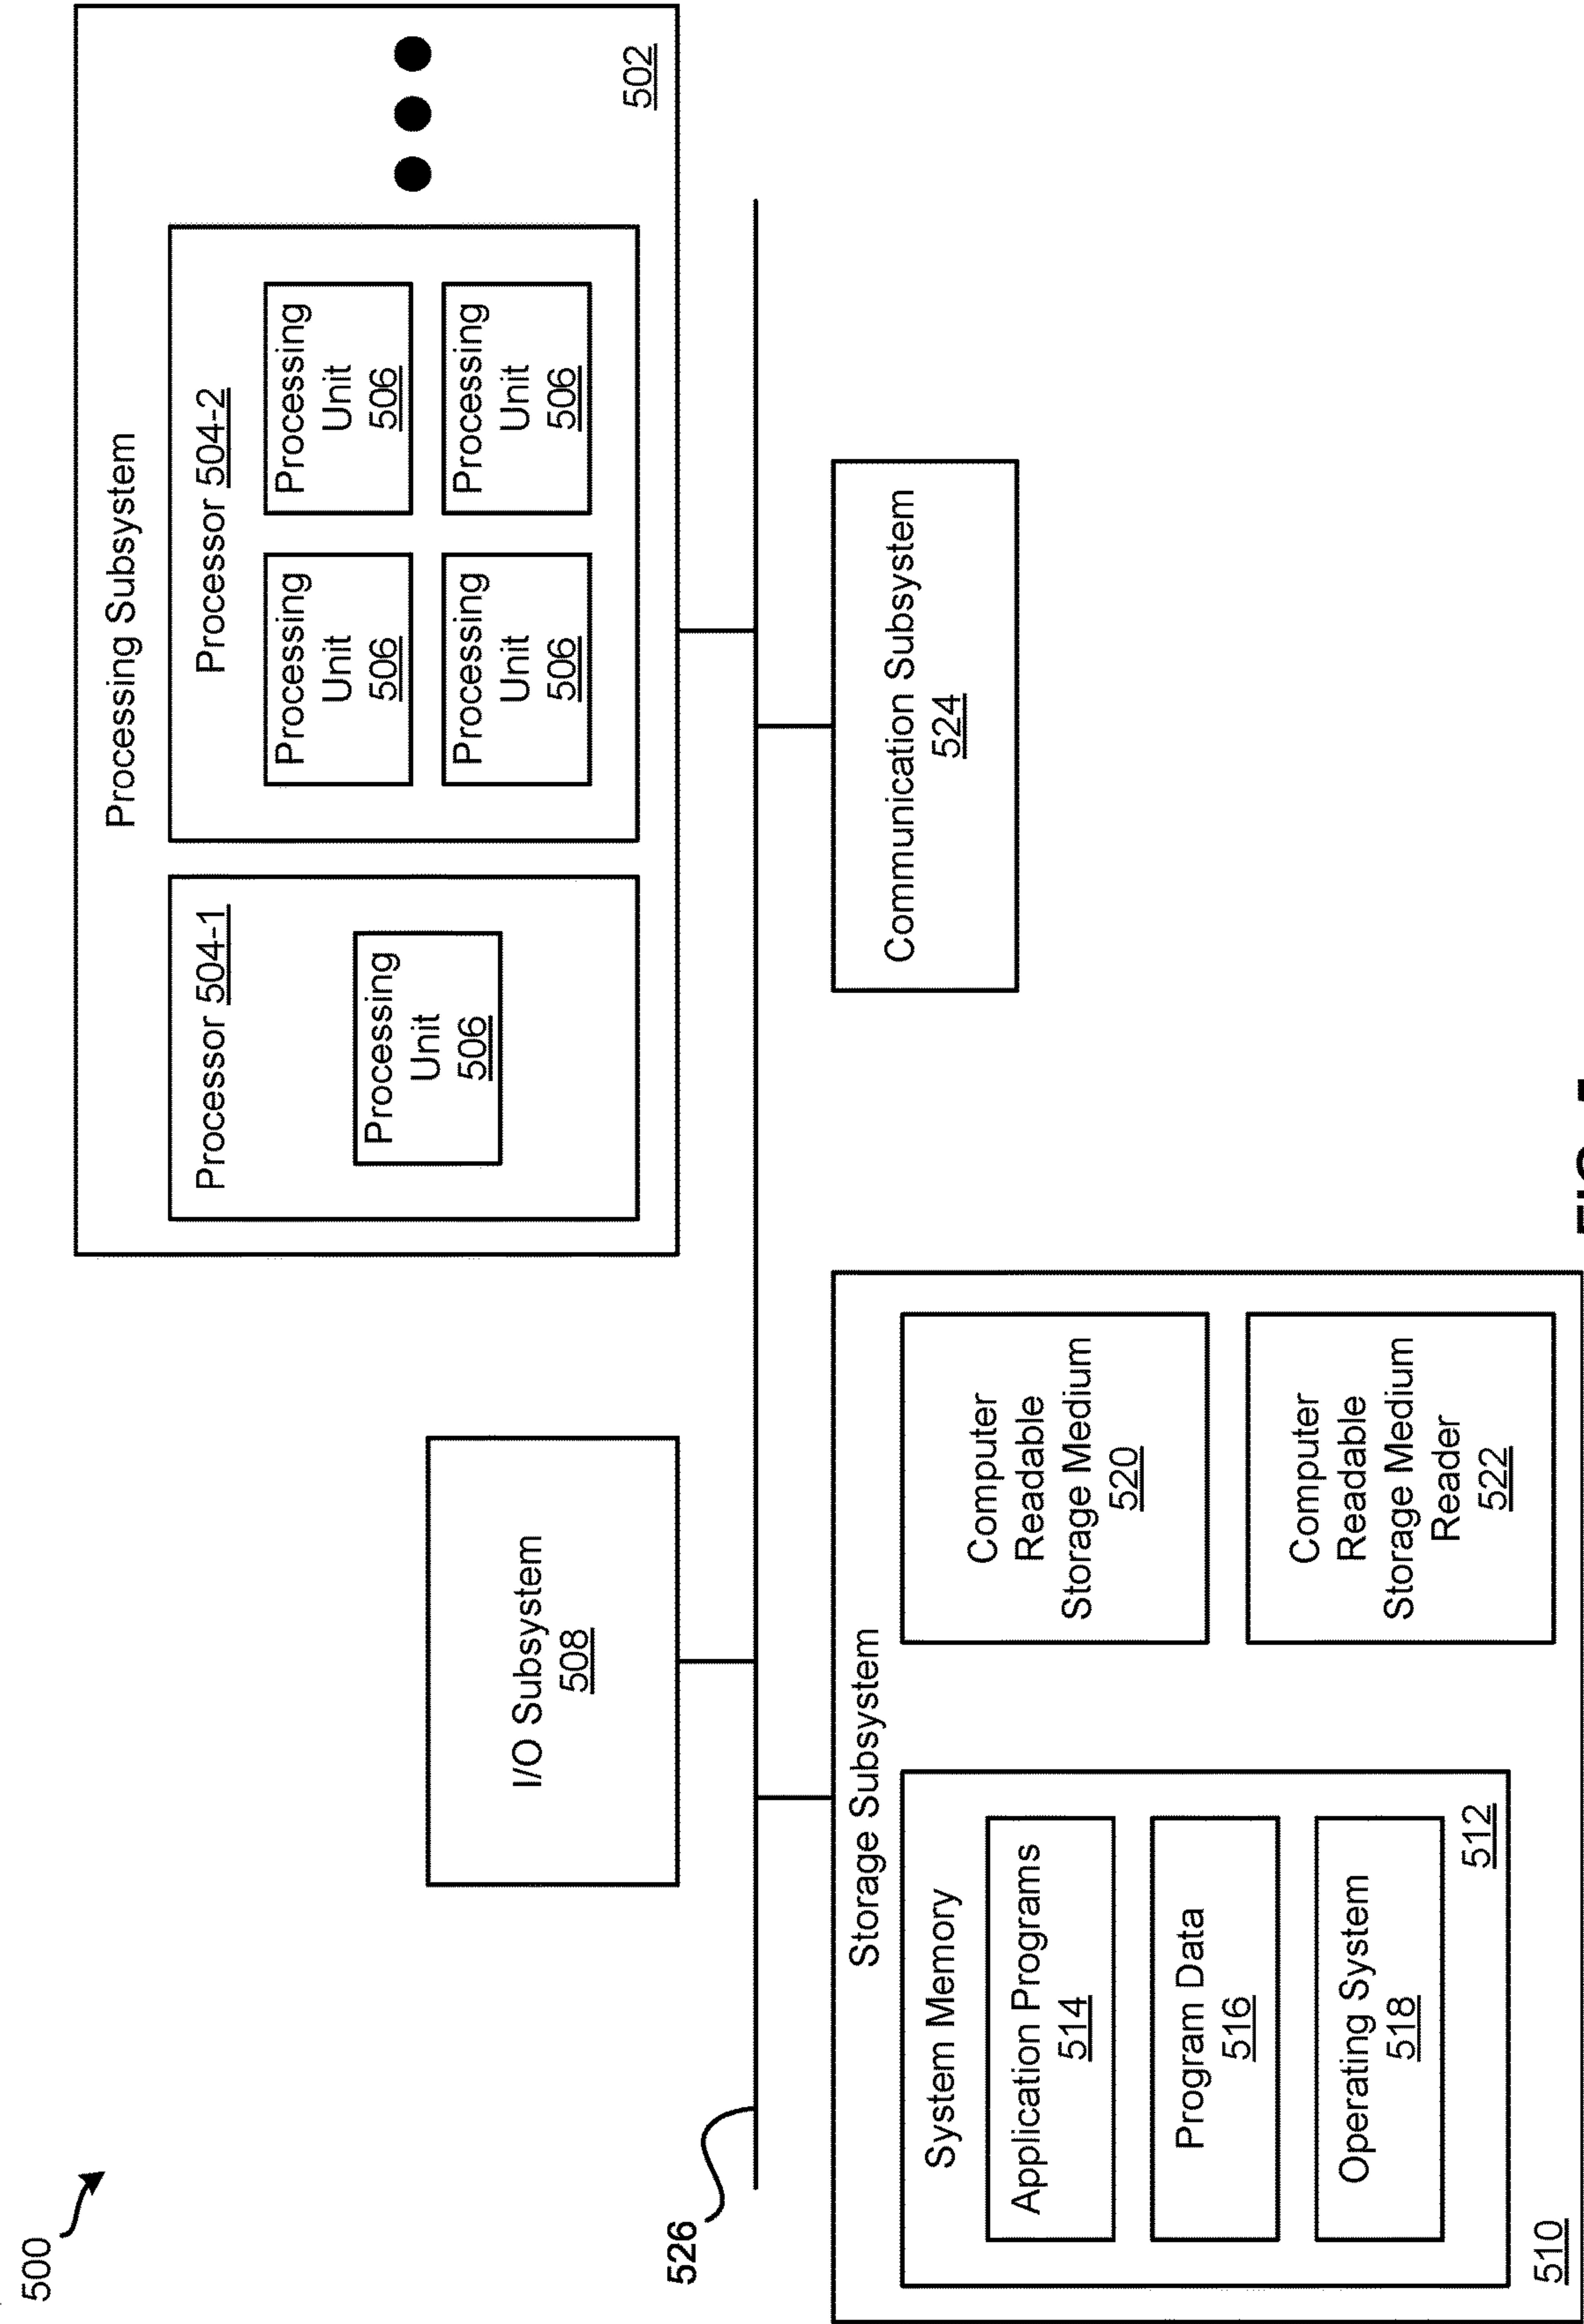 500
Processing Subsystem
Processor 504-1
Processing
Unit
506
Processor 504-2
Processing
Unit
506
Processing
Unit
506
Processing
Unit
506
Processing
Unit
506
502
I/O Subsystem
508
526
Storage Subsystem
System Memory
Application Programs
514
Program Data
516
Operating System
518
512
Computer
Readable
Storage Medium
520
Computer
Readable
Storage Medium
Reader
522
510
Communication Subsystem
524